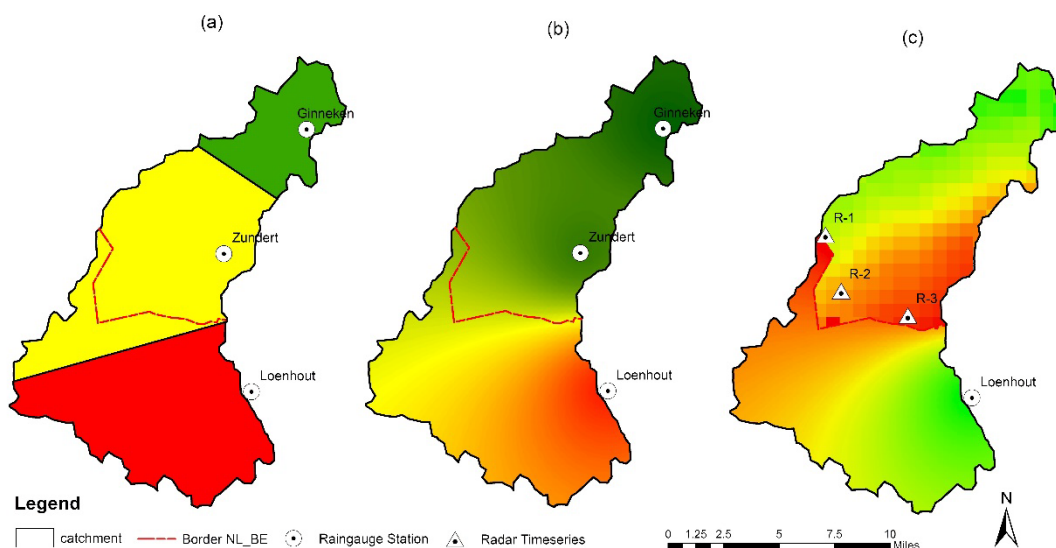 (a)
(b)
(c)
Ginneken
Zundert
Loenhout
Ginneken
Zundert
Loenhout
R-1
R-2
R-3
Loenhout
Legend
catchment
Border NL_BE
Raingauge Station
Radar Timeseries
0 1.25 2.5 5 7.5 10
Miles
N